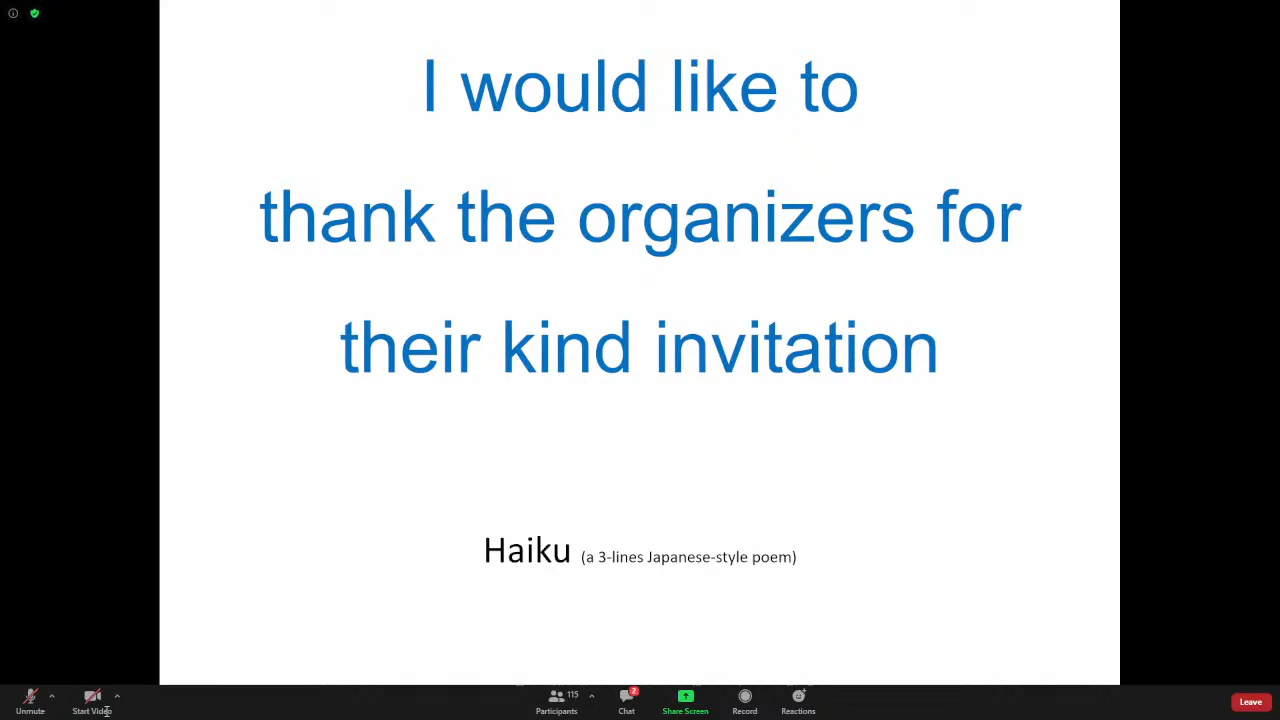 I would like to
thank the organizers for
their kind invitation
Haiku (a 3-lines Japanese-style poem)
Unmute
Start Video
115
Participants
2
Chat
Share Screen
Record
Reactions
Leave